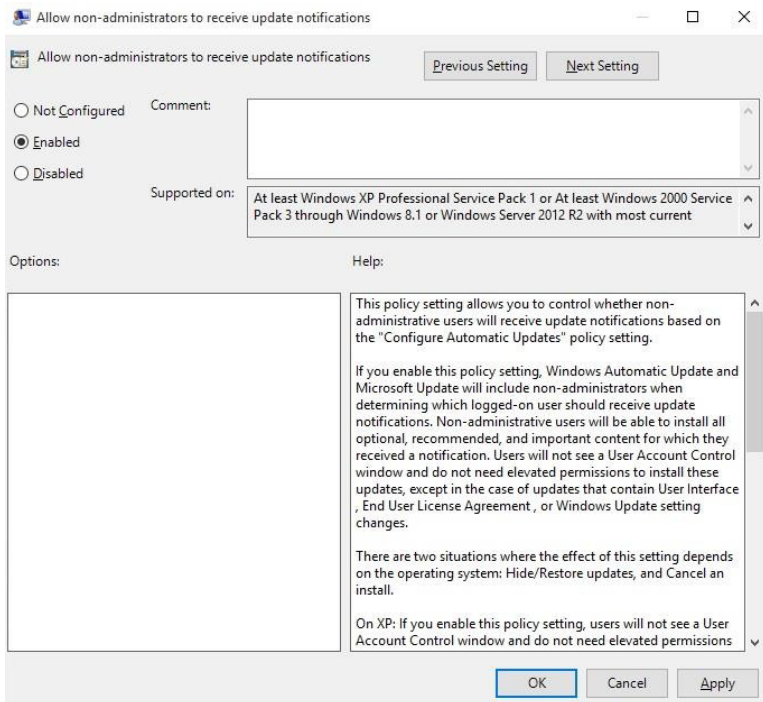 Allow non-administrators to receive update notifications
Allow non-administrators to receive update notifications
Previous Setting
Next Setting
Not Configured
Enabled
Disabled
Comment:
Supported on:
At least Windows XP Professional Service Pack 1 or At least Windows 2000 Service
Pack 3 through Windows 8.1 or Windows Server 2012 R2 with most current
Options:
Help:
This policy setting allows you to control whether non-
administrative users will receive update notifications based on
the "Configure Automatic Updates" policy setting.
If you enable this policy setting, Windows Automatic Update and
Microsoft Update will include non-administrators when
determining which logged-on user should receive update
notifications. Non-administrative users will be able to install all
optional, recommended, and important content for which they
received a notification. Users will not see a User Account Control
window and do not need elevated permissions to install these
updates, except in the case of updates that contain User Interface
, End User License Agreement , or Windows Update setting
changes.
There are two situations where the effect of this setting depends
on the operating system: Hide/Restore updates, and Cancel an
install.
On XP: If you enable this policy setting, users will not see a User
Account Control window and do not need elevated permissions
OK
Cancel
Apply